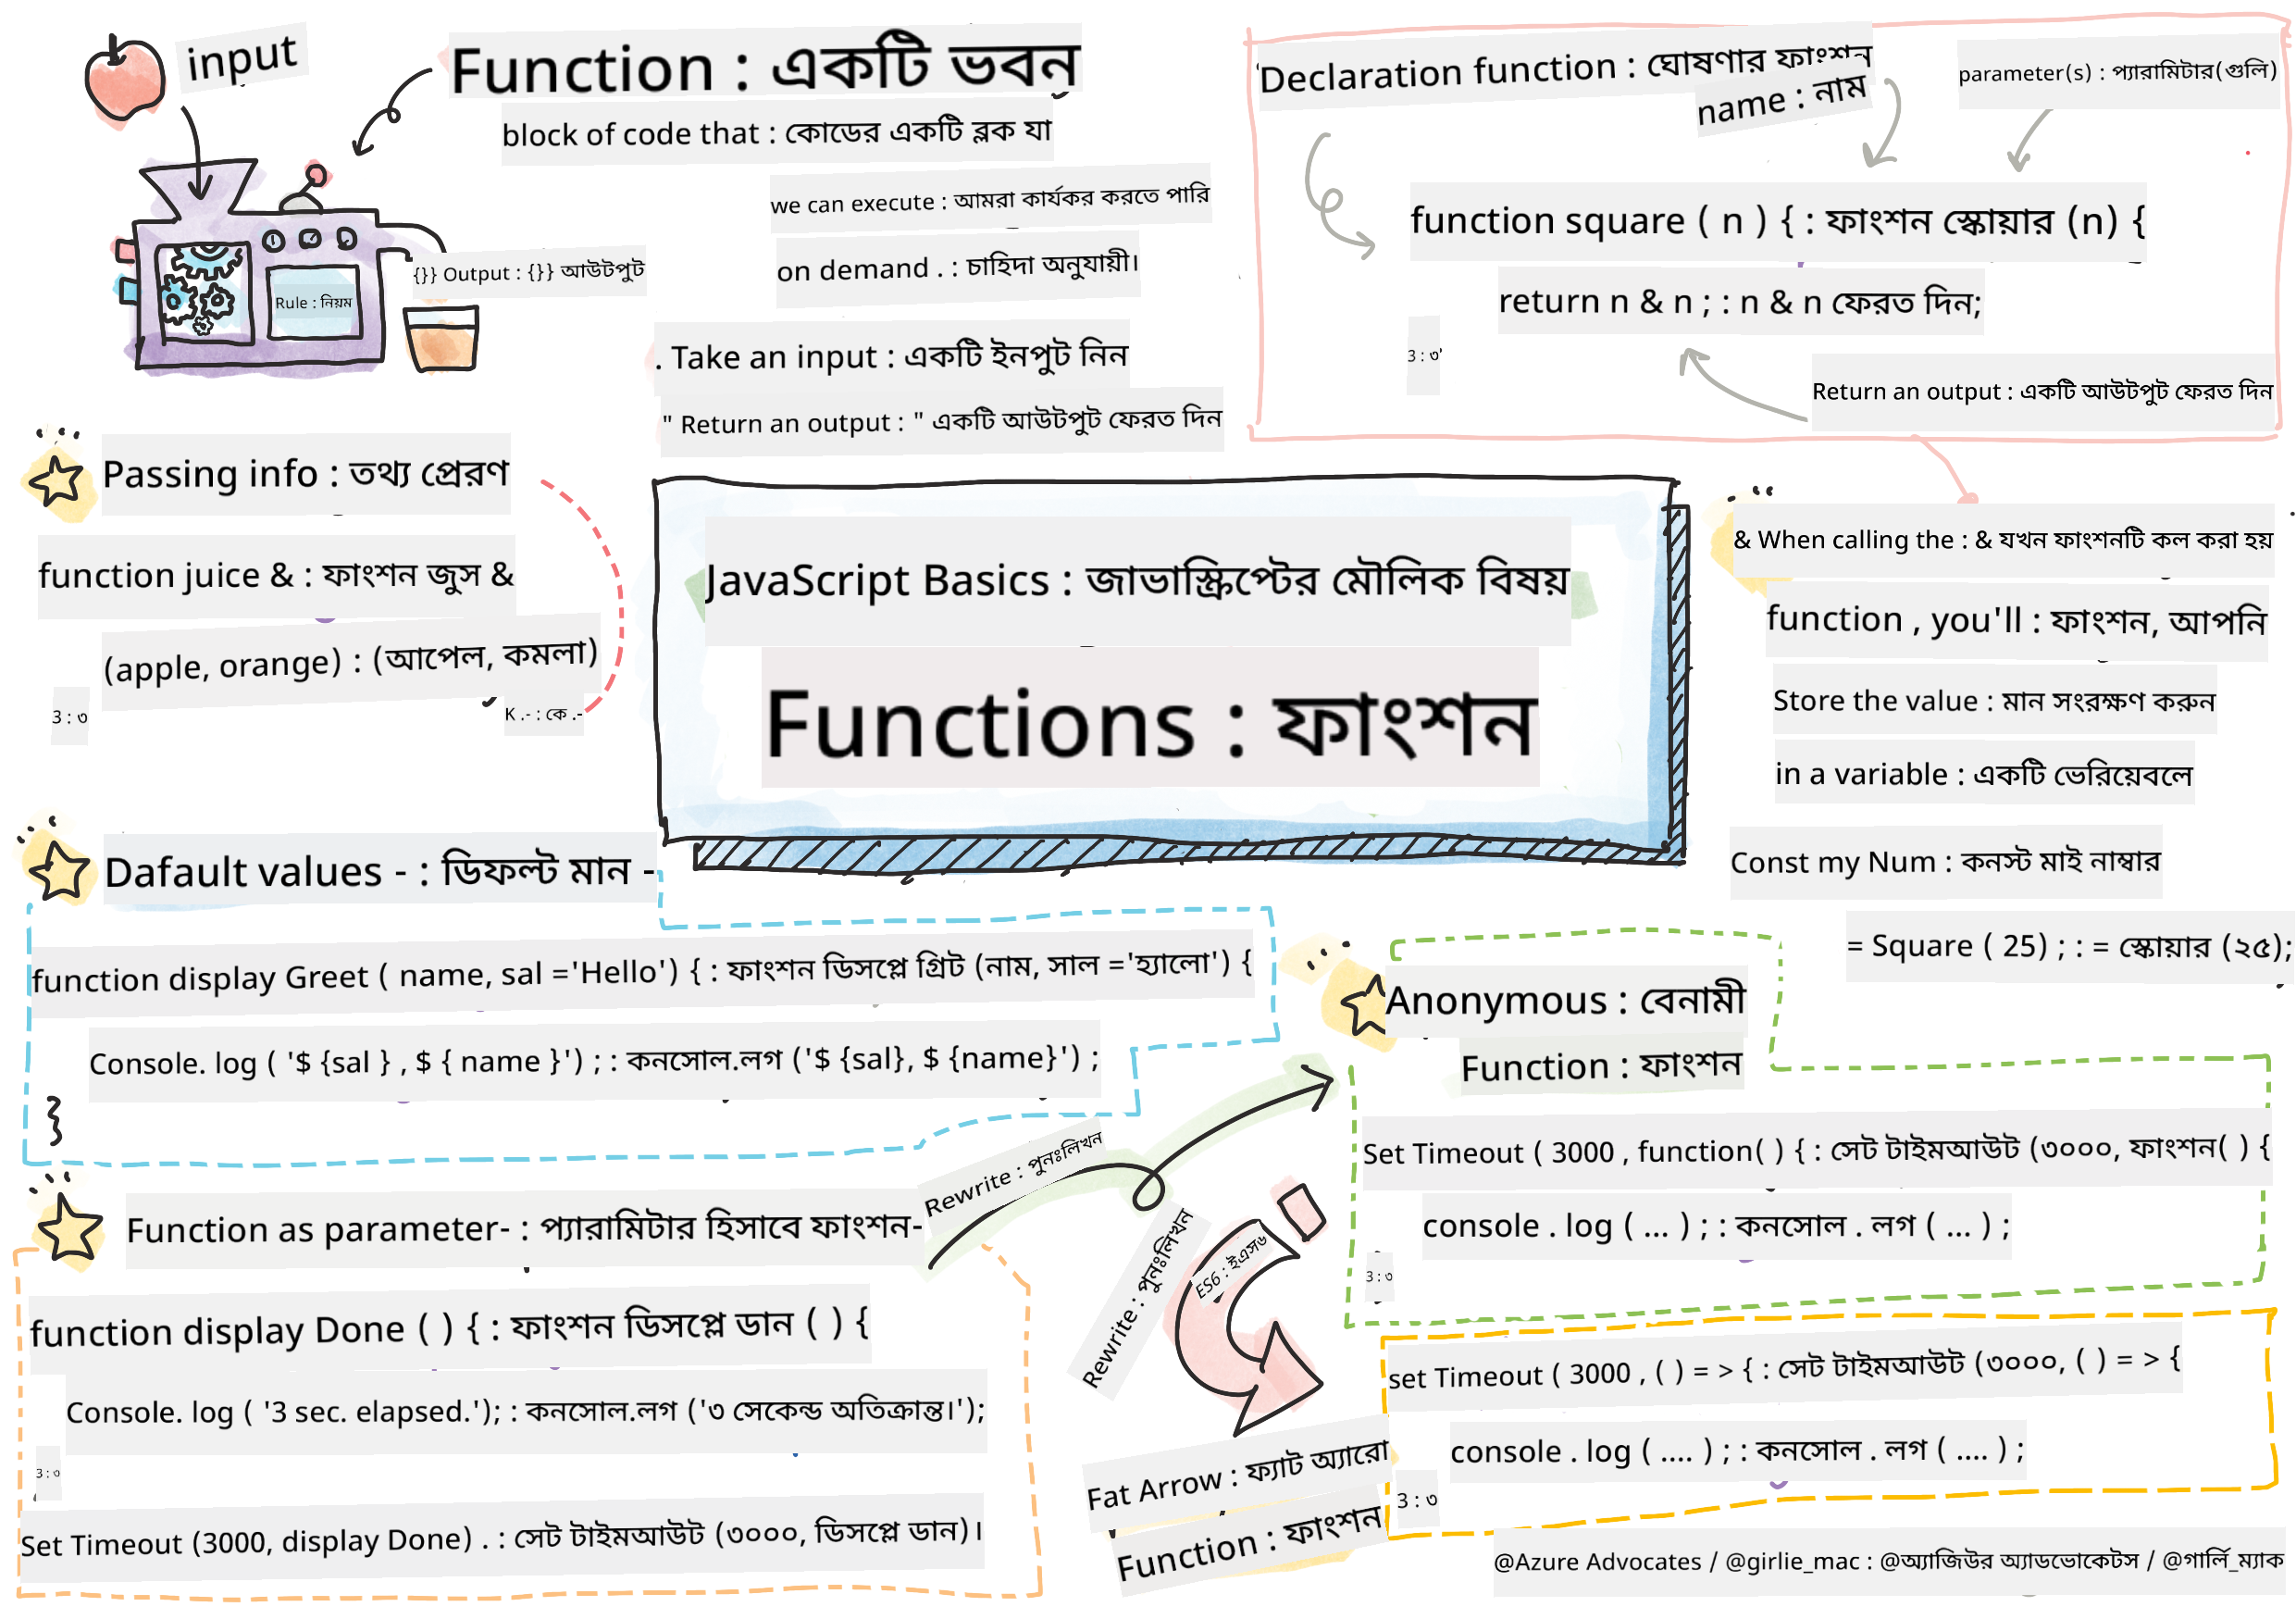 input
Function : একটি ভবন
block of code that : কোডের একটি ব্লক যা
we can execute : আমরা কার্যকর করতে পারি
on demand . : চাহিদা অনুযায়ী।
{}} Output : {}} আউটপুট
Rule : নিয়ম
. Take an input : একটি ইনপুট নিন
" Return an output : " একটি আউটপুট ফেরত দিন
Declaration function : ঘোষণার ফাংশন
name : নাম
parameter(s) : প্যারামিটার(গুলি)
function square ( n ) { : ফাংশন স্কোয়ার (n) {
return n & n ; : n & n ফেরত দিন;
3 : ৩'
Return an output : একটি আউটপুট ফেরত দিন
Passing info : তথ্য প্রেরণ
function juice & : ফাংশন জুস &
(apple, orange) : (আপেল, কমলা)
3 : ৩
K .- : কে .-
JavaScript Basics : জাভাস্ক্রিপ্টের মৌলিক বিষয়
Functions : ফাংশন
& When calling the : & যখন ফাংশনটি কল করা হয়
function , you'll : ফাংশন, আপনি
Store the value : মান সংরক্ষণ করুন
in a variable : একটি ভেরিয়েবলে
Const my Num : কনস্ট মাই নাম্বার
= Square ( 25) ; : = স্কোয়ার (২৫);
Dafault values - : ডিফল্ট মান -
function display Greet ( name, sal ='Hello') { : ফাংশন ডিসপ্লে গ্রিট (নাম, সাল ='হ্যালো') {
Console. log ( '$ {sal } , $ { name }') ; : কনসোল.লগ ('$ {sal}, $ {name}') ;
}
Function as parameter- : প্যারামিটার হিসাবে ফাংশন-
function display Done ( ) { : ফাংশন ডিসপ্লে ডান ( ) {
Console. log ( '3 sec. elapsed.'); : কনসোল.লগ ('৩ সেকেন্ড অতিক্রান্ত।');
3 : ৩
Set Timeout (3000, display Done) . : সেট টাইমআউট (৩০০০, ডিসপ্লে ডান)।
Rewrite : পুনঃলিখন
Anonymous : বেনামী
Function : ফাংশন
Set Timeout ( 3000 , function( ) { : সেট টাইমআউট (৩০০০, ফাংশন( ) {
console . log ( ... ) ; : কনসোল . লগ ( ... ) ;
3 : ৩
Rewrite : পুনঃলিখন
ES6 : ইএস৬
Fat Arrow : ফ্যাট অ্যারো
Function : ফাংশন
set Timeout ( 3000 , ( ) = > { : সেট টাইমআউট (৩০০০, ( ) = > {
console . log ( .... ) ; : কনসোল . লগ ( .... ) ;
3 : ৩
@Azure Advocates / @girlie_mac : @অ্যাজিউর অ্যাডভোকেটস / @গার্লি_ম্যাক